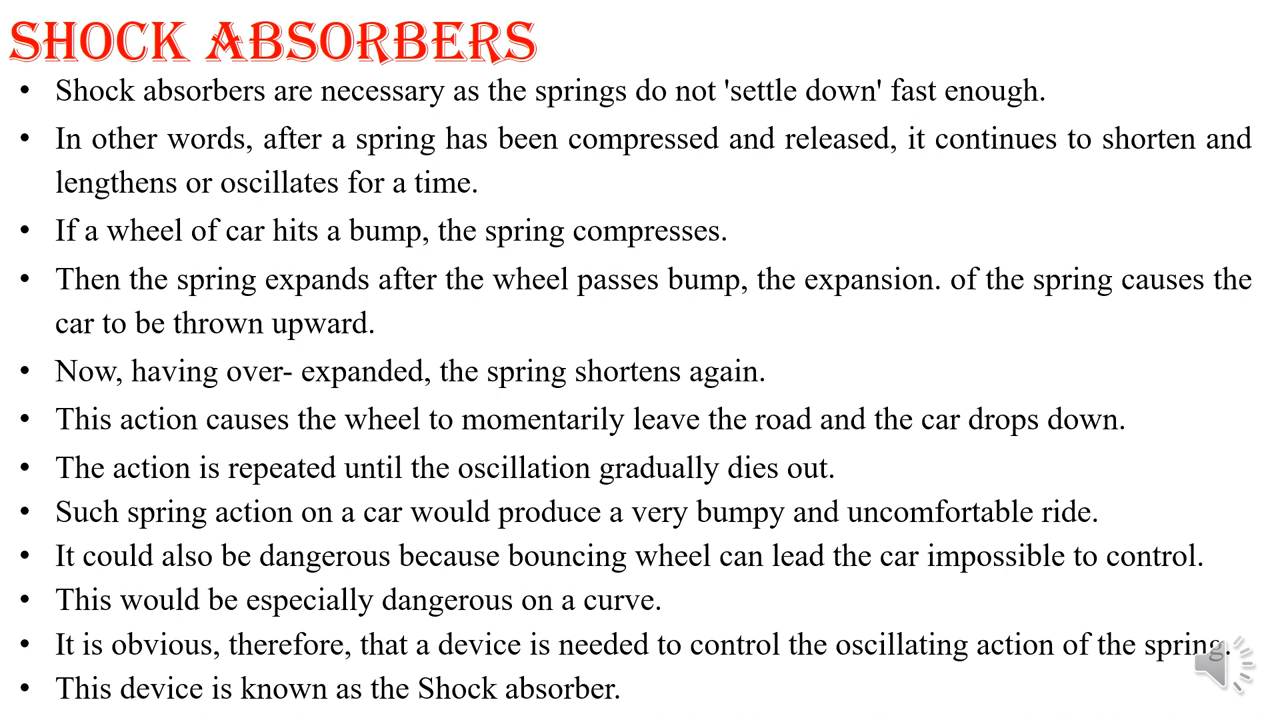 SHOCK ABSORBERS
• Shock absorbers are necessary as the springs do not 'settle down' fast enough.
• In other words, after a spring has been compressed and released, it continues to shorten and
lengthens or oscillates for a time.
• If a wheel of car hits a bump, the spring compresses.
• Then the spring expands after the wheel passes bump, the expansion. of the spring causes the
car to be thrown upward.
• Now, having over- expanded, the spring shortens again.
• This action causes the wheel to momentarily leave the road and the car drops down.
• The action is repeated until the oscillation gradually dies out.
• Such spring action on a car would produce a very bumpy and uncomfortable ride.
• It could also be dangerous because bouncing wheel can lead the car impossible to control.
• This would be especially dangerous on a curve.
• It is obvious, therefore, that a device is needed to control the oscillating action of the spring.
• This device is known as the Shock absorber.